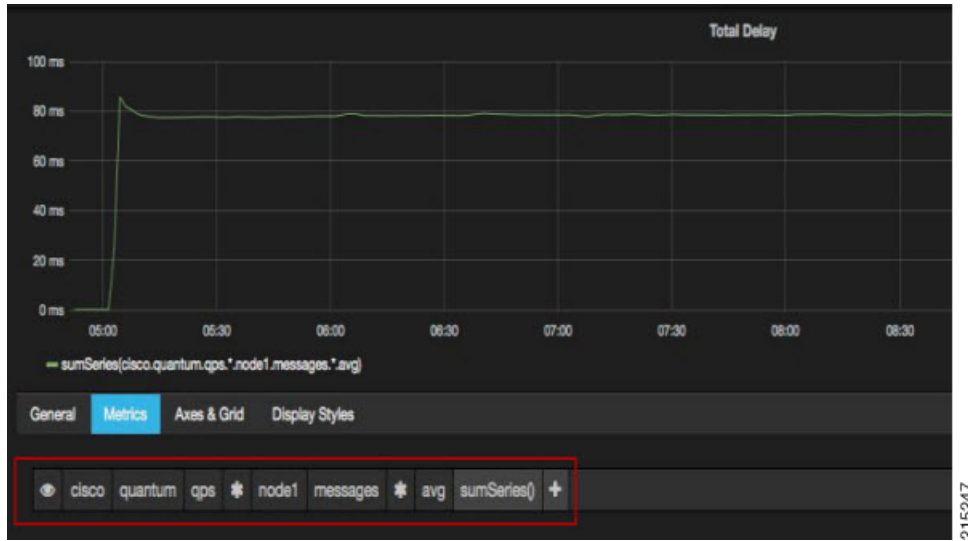 Total Delay
100 ms
80 ms
60 ms
40 ms
20 ms
0 ms
05:00 05:30 06:00 06:30 07:00 07:30 08:00 08:30
sumSeries(cisco.quantum.qps.*.node1.messages.*.avg)
General Metrics Axes & Grid Display Styles
cisco quantum qps * node1 messages * avg sumSeries() +
215247